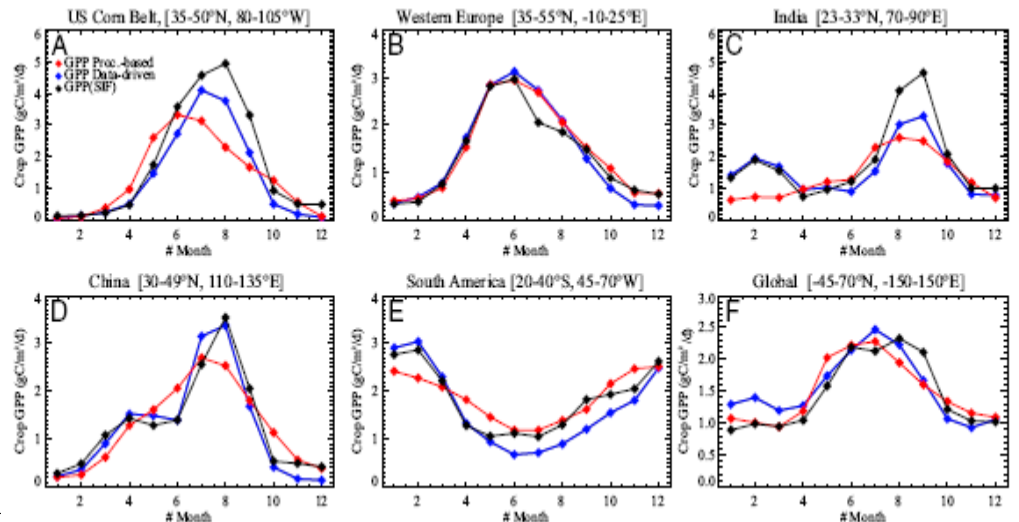 US Corn Belt, [35-50°N, 80-105°W]
A
GPP Proc.-based
GPP Data-driven
GPP(SIF)
Crop GPP (gC/m²/d)
6
5
4
3
2
1
0
2 4 6 8 10 12
# Month
Western Europe [35-55°N, -10-25°E]
B
Crop GPP (gC/m²/d)
4
3
2
1
0
2 4 6 8 10 12
# Month
India [23-33°N, 70-90°E]
C
Crop GPP (gC/m²/d)
6
5
4
3
2
1
0
2 4 6 8 10 12
# Month
China [30-49°N, 110-135°E]
D
Crop GPP (gC/m²/d)
4
3
2
1
0
2 4 6 8 10 12
# Month
South America [20-40°S, 45-70°W]
E
Crop GPP (gC/m²/d)
4
3
2
1
0
2 4 6 8 10 12
# Month
Global [-45-70°N, -150-150°E]
F
Crop GPP (gC/m²/d)
3.0
2.5
2.0
1.5
1.0
0.5
0.0
2 4 6 8 10 12
# Month